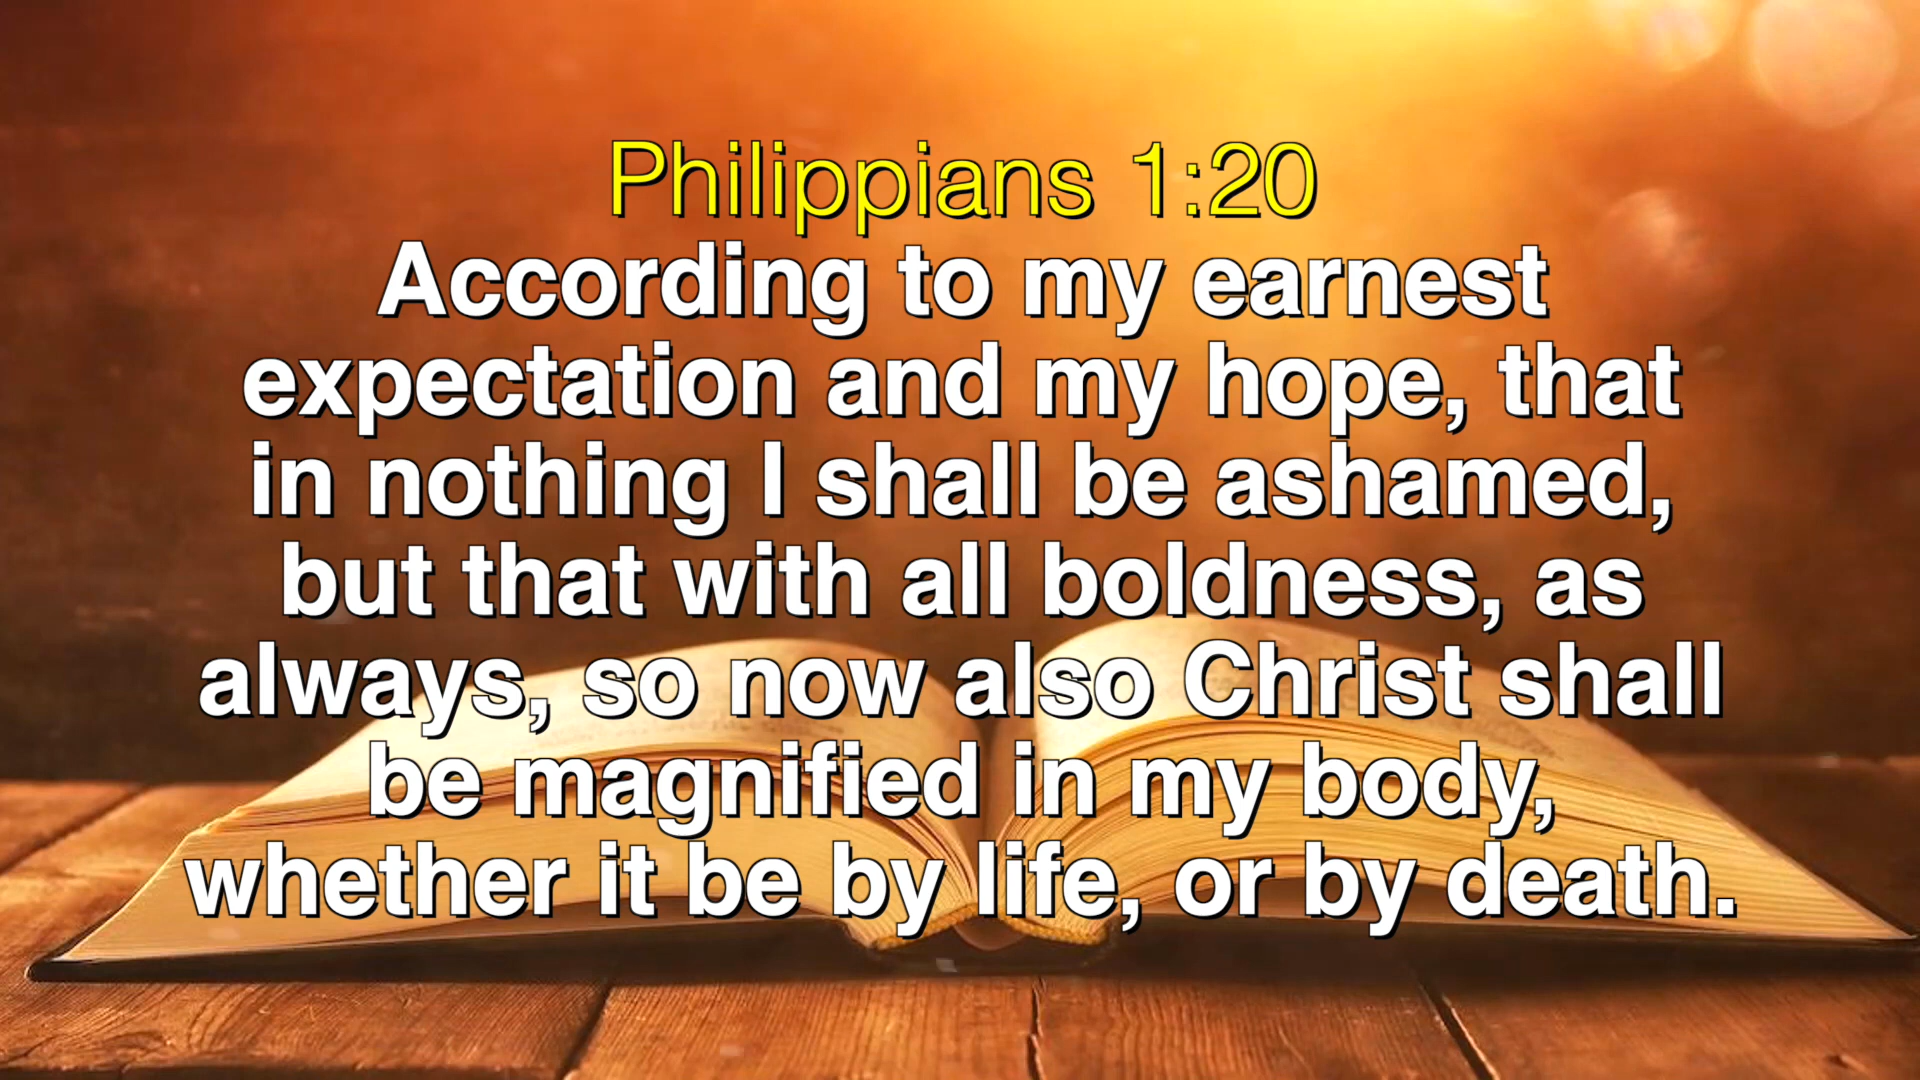 Philippians 1:20
According to my earnest
expectation and my hope, that
in nothing I shall be ashamed,
but that with all boldness, as
always, so now also Christ shall
be magnified in my body,
whether it be by life, or by death.